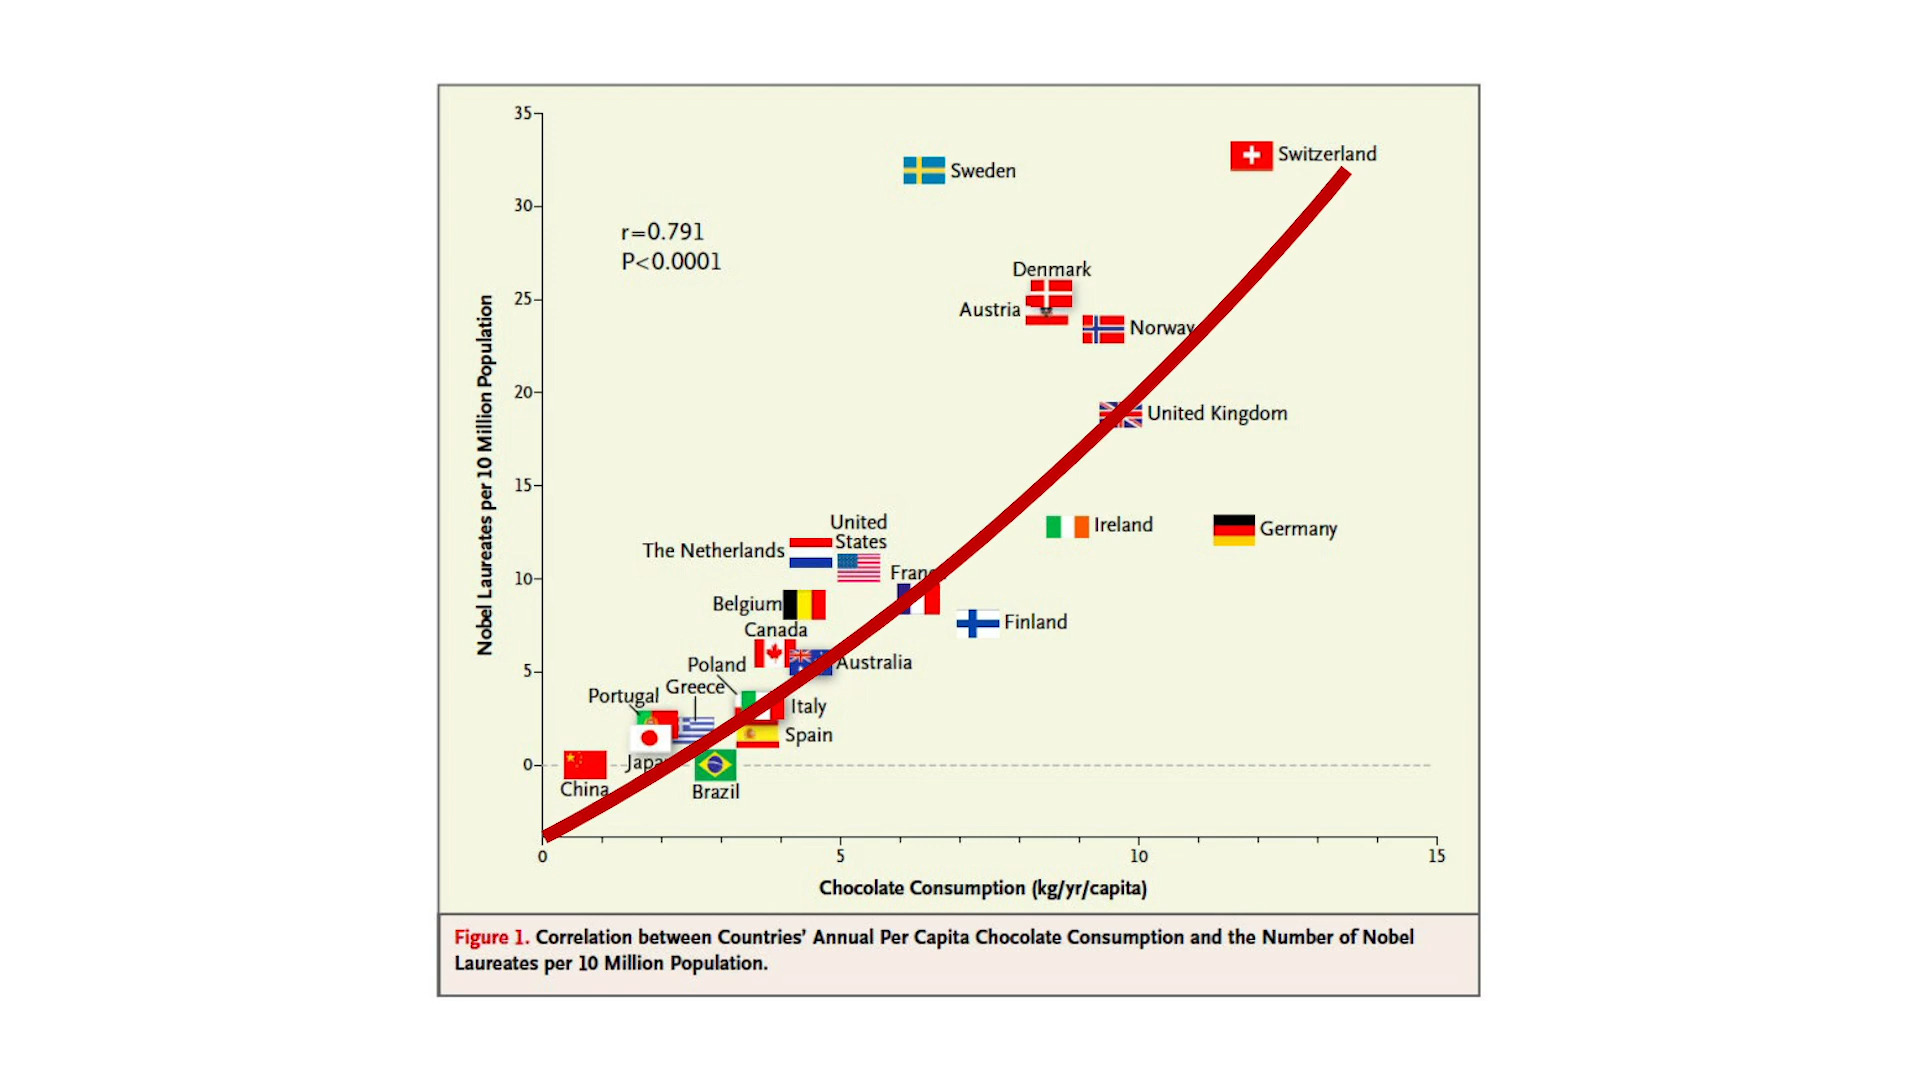 35
Switzerland
Sweden
30
r=0.791
P<0.0001
Denmark
25
Austria
Norway
20
United Kingdom
15
United
States
Ireland
Germany
The Netherlands
10
France
Belgium
Finland
Canada
Poland
Australia
5
Greece
Portugal
Italy
Spain
0
Japan
China
Brazil
0
5
10
15
Nobel Laureates per 10 Million Population
Chocolate Consumption (kg/yr/capita)
Figure 1. Correlation between Countries’ Annual Per Capita Chocolate Consumption and the Number of Nobel
Laureates per 10 Million Population.